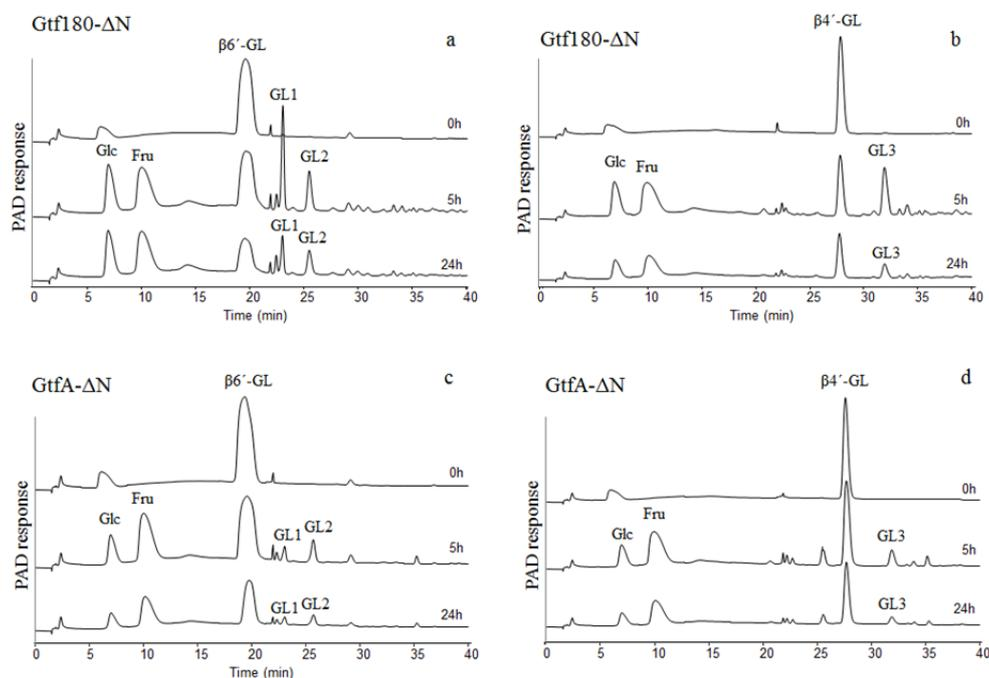 Gtf180-ΔN
a
β6´-GL
GL1
0h
Glc
Fru
GL2
5h
GL1
GL2
24h
PAD response
0 5 10 15 20 25 30 35 40
Time (min)
Gtf180-ΔN
b
β4´-GL
0h
Glc
Fru
GL3
5h
GL3
24h
PAD response
0 5 10 15 20 25 30 35 40
Time (min)
GtfA-ΔN
c
β6´-GL
0h
Fru
Glc
GL1
GL2
5h
GL1
GL2
24h
PAD response
0 5 10 15 20 25 30 35 40
Time (min)
GtfA-ΔN
d
β4´-GL
0h
Fru
Glc
GL3
5h
GL3
24h
PAD response
0 5 10 15 20 25 30 35 40